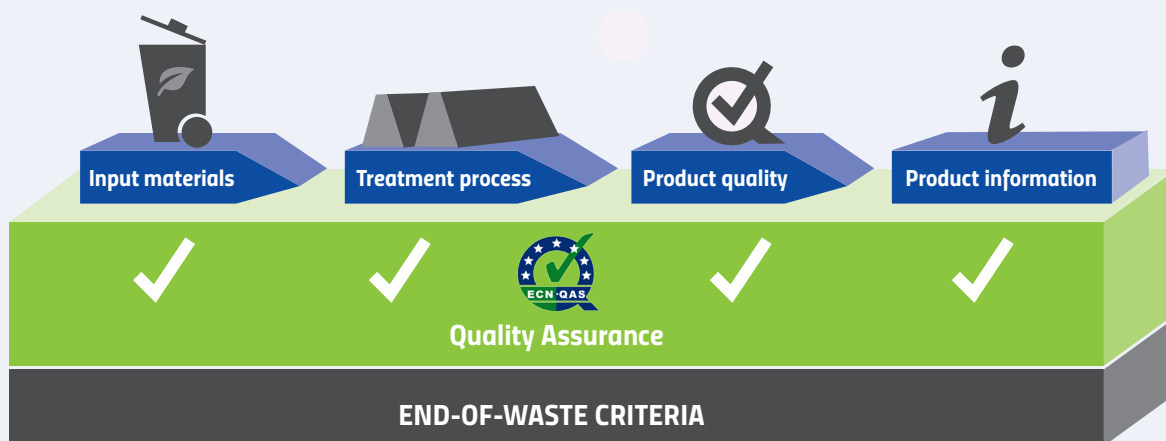 Input materials
Treatment process
Product quality
Product information
ECN·QAS
Quality Assurance
END-OF-WASTE CRITERIA